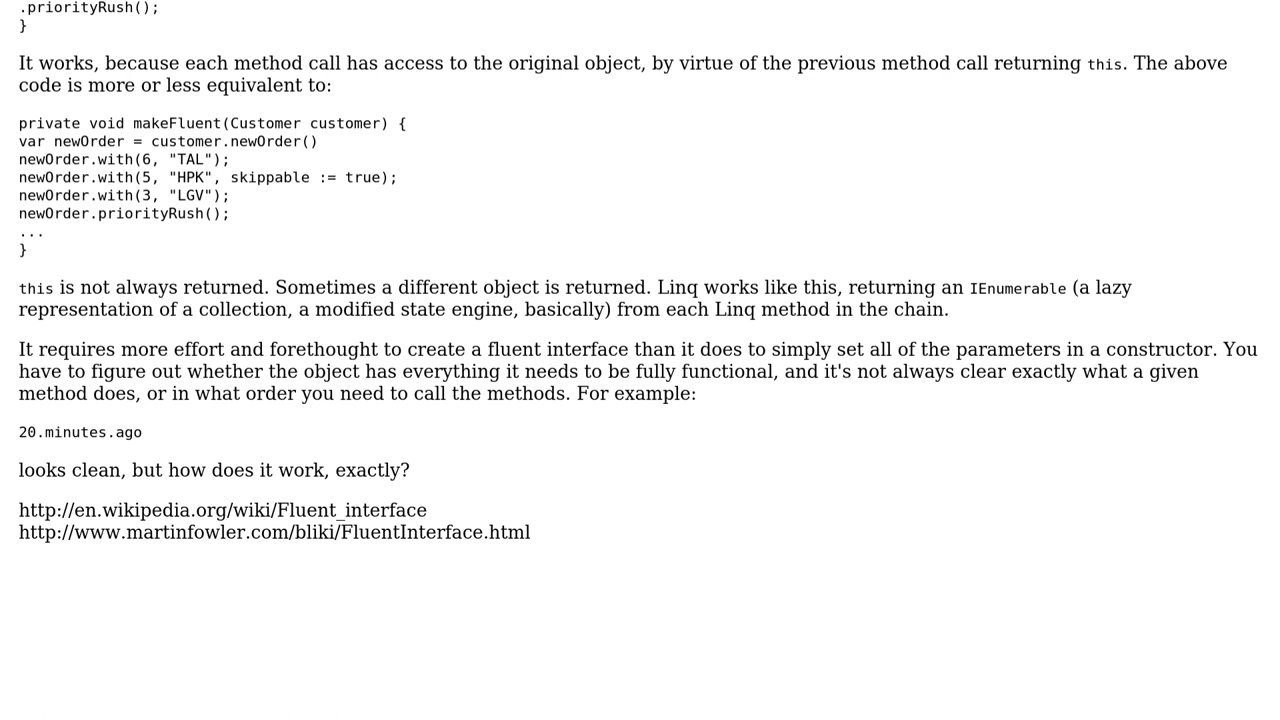 .priorityRush();
}
It works, because each method call has access to the original object, by virtue of the previous method call returning this. The above
code is more or less equivalent to:
private void makeFluent(Customer customer) {
var newOrder = customer.newOrder()
newOrder.with(6, "TAL");
newOrder.with(5, "HPK", skippable := true);
newOrder.with(3, "LGV");
newOrder.priorityRush();
...
}
this is not always returned. Sometimes a different object is returned. Linq works like this, returning an IEnumerable (a lazy
representation of a collection, a modified state engine, basically) from each Linq method in the chain.
It requires more effort and forethought to create a fluent interface than it does to simply set all of the parameters in a constructor. You
have to figure out whether the object has everything it needs to be fully functional, and it's not always clear exactly what a given
method does, or in what order you need to call the methods. For example:
20.minutes.ago
looks clean, but how does it work, exactly?
http://en.wikipedia.org/wiki/Fluent_interface
http://www.martinfowler.com/bliki/FluentInterface.html